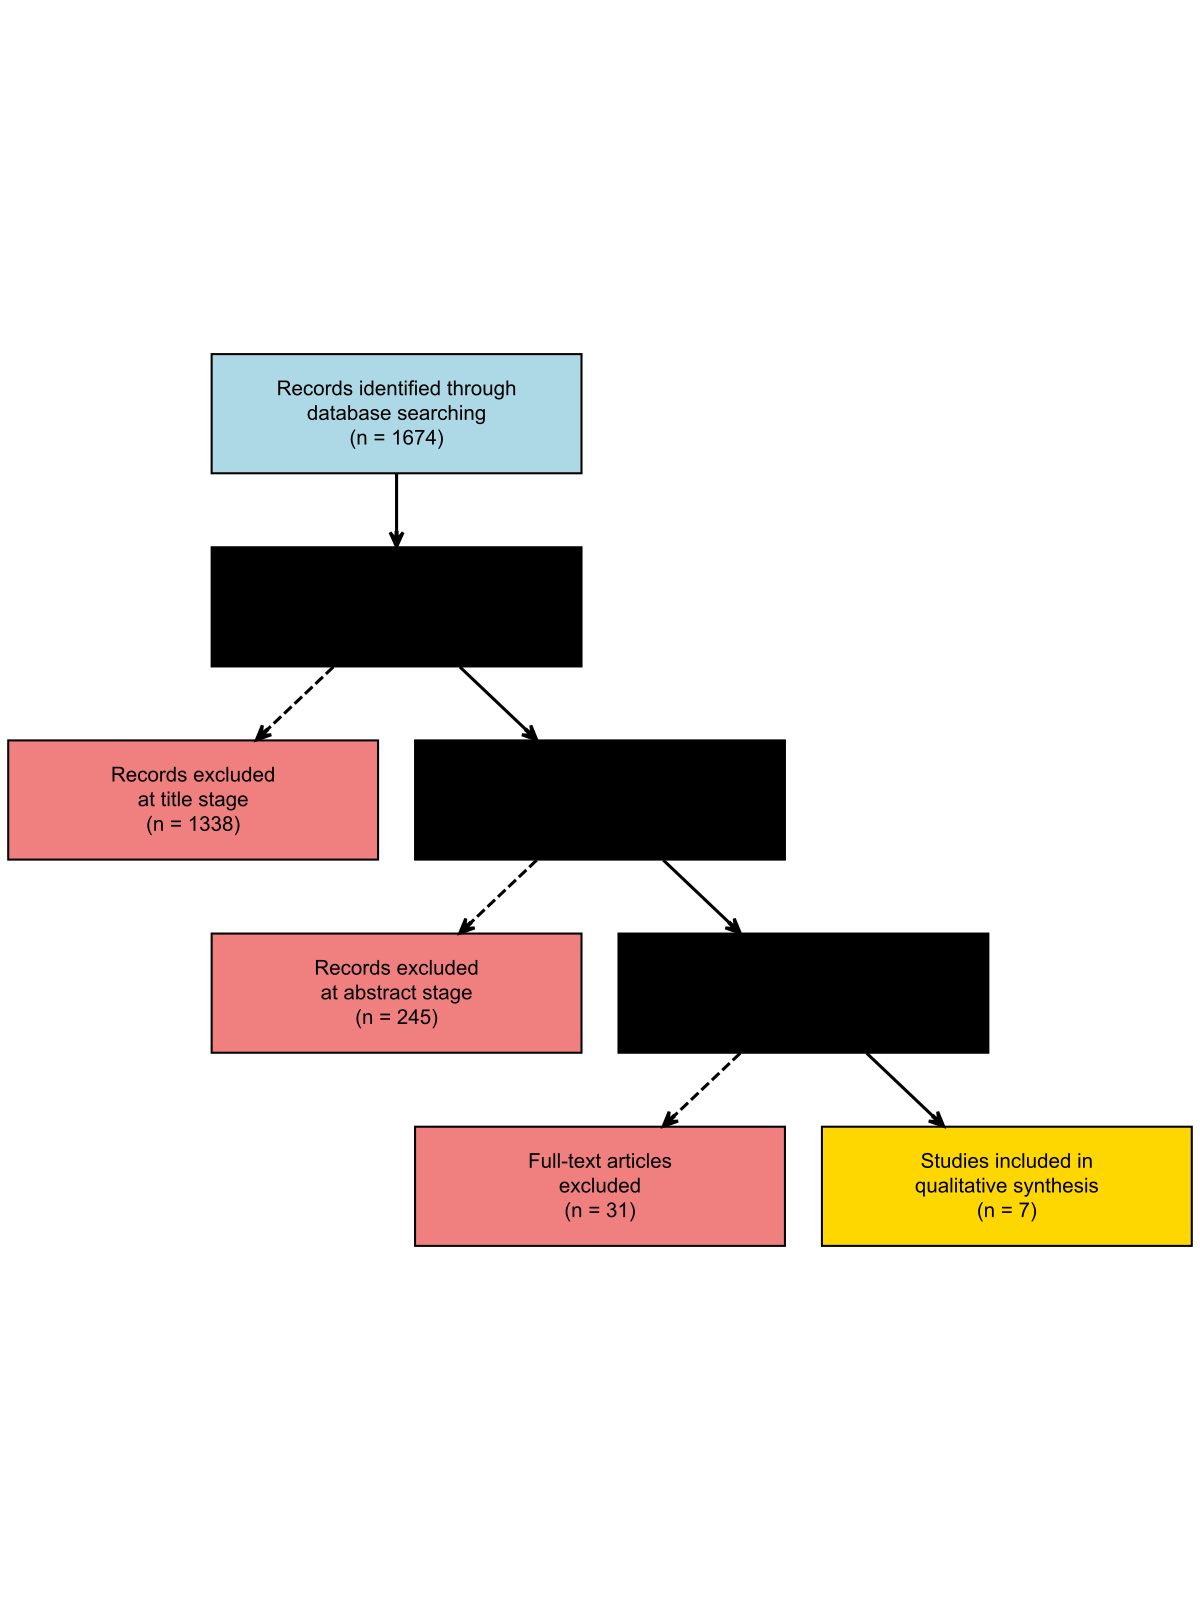 Records identified through
database searching
(n = 1674)
Records excluded
at title stage
(n = 1338)
Records excluded
at abstract stage
(n = 245)
Full-text articles
excluded
(n = 31)
Studies included in
qualitative synthesis
(n = 7)